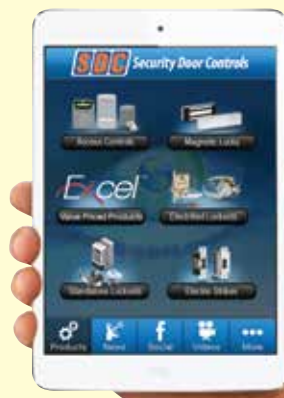 SDC Security Door Controls
Access Controls
Magnetic Locks
Excel
Value Priced Products
Electrified Locksets
Standalone Locksets
Electric Strikes
Products
News
Social
Videos
More